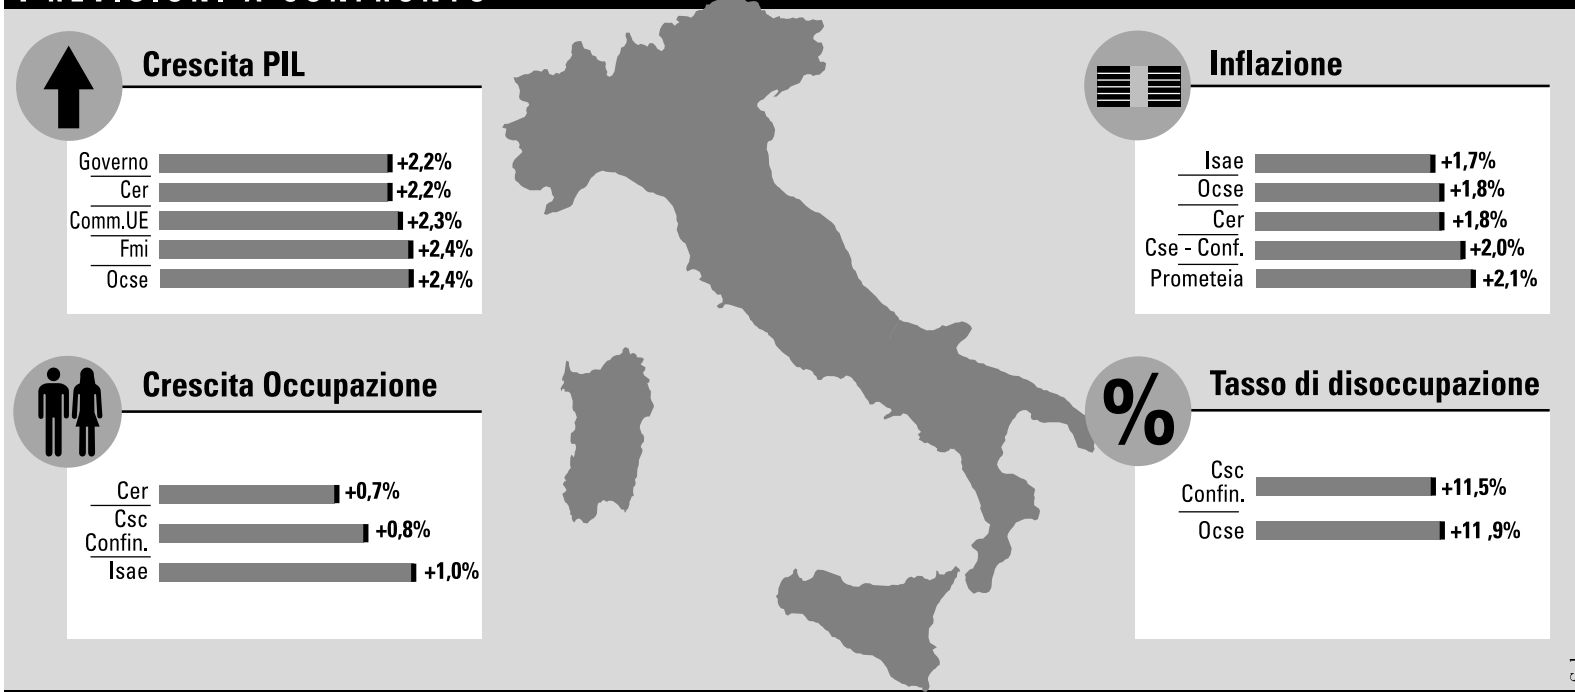 PREVISIONI A CONFRONTO
Crescita PIL
Governo +2,2%
Cer +2,2%
Comm.UE +2,3%
Fmi +2,4%
Ocse +2,4%
Inflazione
Isae +1,7%
Ocse +1,8%
Cer +1,8%
Cse - Conf. +2,0%
Prometeia +2,1%
Crescita Occupazione
Cer +0,7%
Csc
Confin. +0,8%
Isae +1,0%
%
Tasso di disoccupazione
Csc
Confin. +11,5%
Ocse +11 ,9%